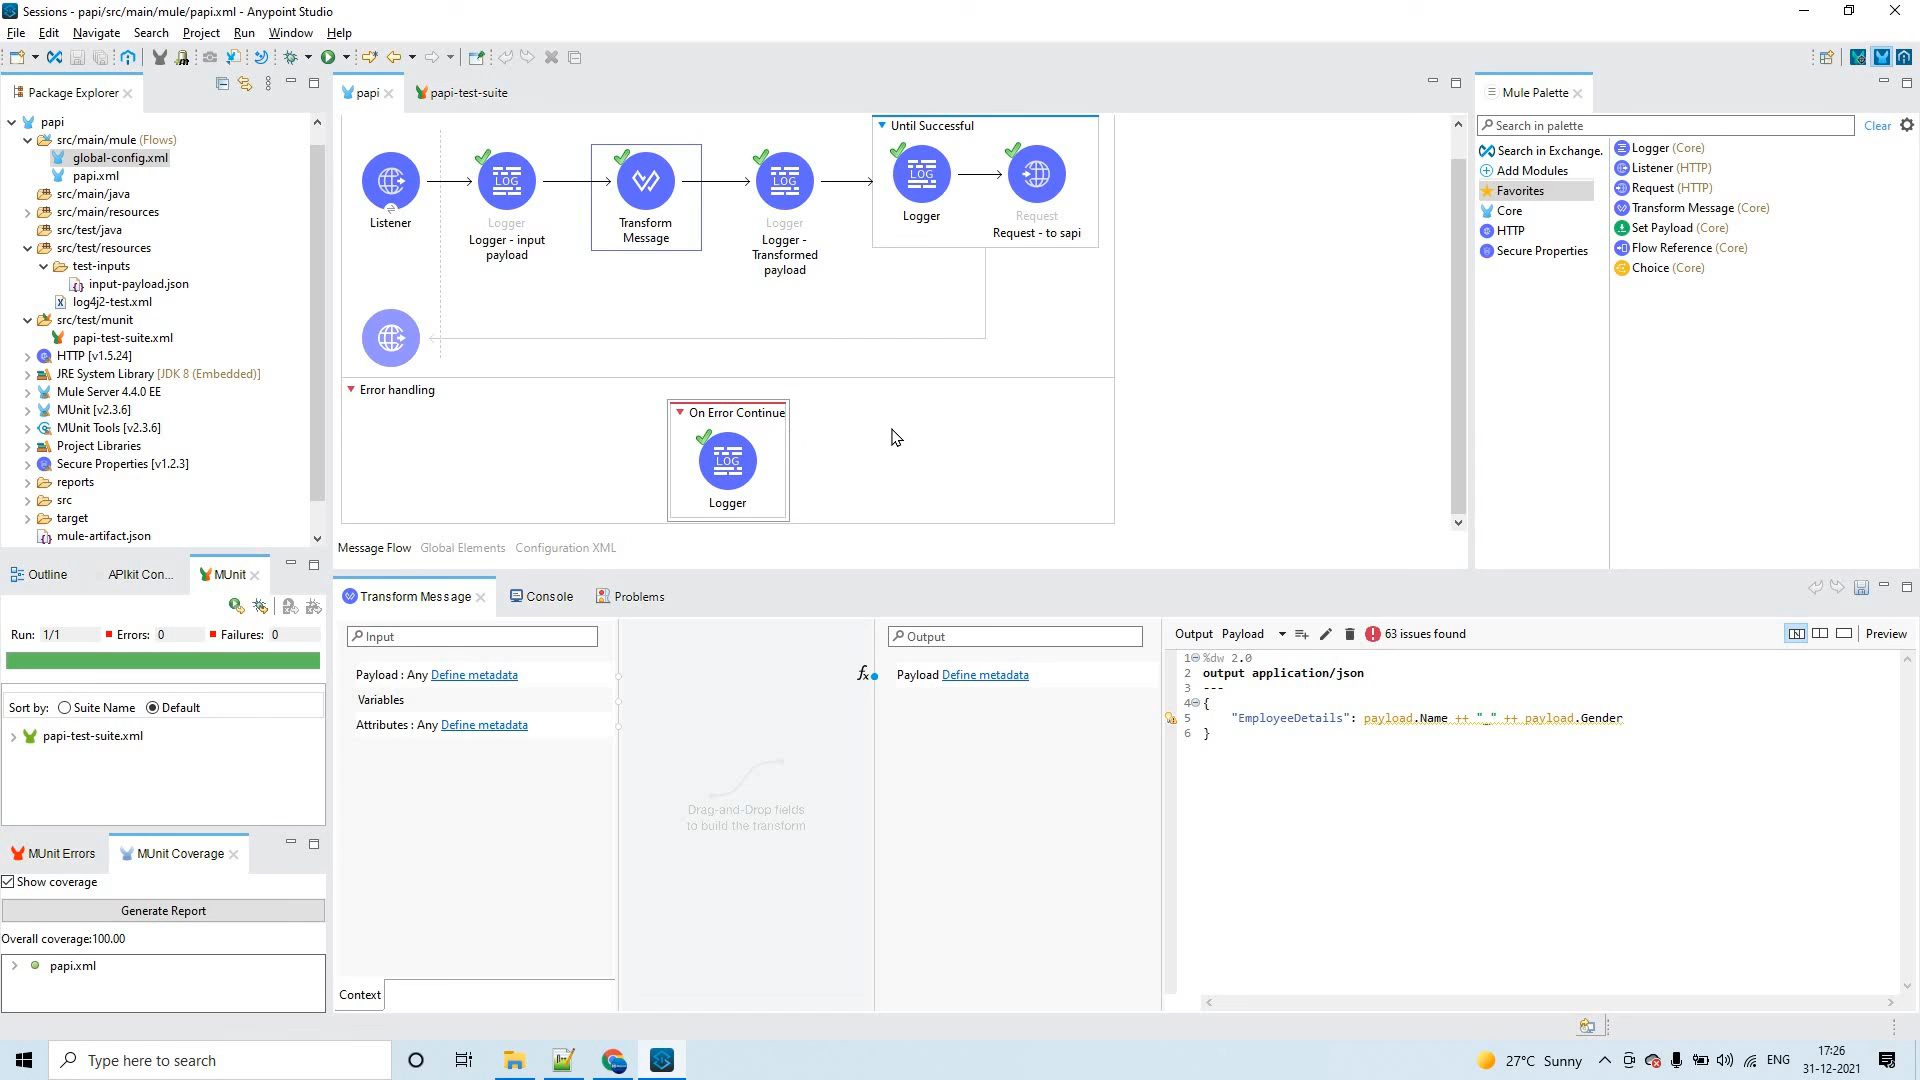 Sessions - papi/src/main/mule/papi.xml - Anypoint Studio
File Edit Navigate Search Project Run Window Help
Package Explorer
papi
src/main/mule (Flows)
global-config.xml
papi.xml
src/main/java
src/main/resources
src/test/java
src/test/resources
test-inputs
input-payload.json
log4j2-test.xml
src/test/munit
papi-test-suite.xml
HTTP [v1.5.24]
JRE System Library [JDK 8 (Embedded)]
Mule Server 4.4.0 EE
MUnit [v2.3.6]
MUnit Tools [v2.3.6]
Project Libraries
Secure Properties [v1.2.3]
reports
src
target
mule-artifact.json
papi papi-test-suite
Until Successful
LOG LOG LOG
Listener
Logger
Logger - input
payload
Transform
Message
Logger
Logger -
Transformed
payload
Logger
Request
Request - to sapi
Error handling
On Error Continue
LOG
Logger
Message Flow Global Elements Configuration XML
Mule Palette
Search in palette Clear
Search in Exchange.
Add Modules
Favorites
Core
HTTP
Secure Properties
Logger (Core)
Listener (HTTP)
Request (HTTP)
Transform Message (Core)
Set Payload (Core)
Flow Reference (Core)
Choice (Core)
Outline APIkit Con... MUnit
Run: 1/1 Errors: 0 Failures: 0
Sort by: Suite Name Default
papi-test-suite.xml
MUnit Errors MUnit Coverage
Show coverage
Generate Report
Overall coverage:100.00
papi.xml
Transform Message Console Problems
Input
Payload : Any Define metadata
Variables
Attributes : Any Define metadata
Context
Drag-and-Drop fields
to build the transform
fx
Output
Payload Define metadata
Output Payload 63 issues found Preview
1 %dw 2.0
2 output application/json
3 ---
4 {
5 "EmployeeDetails": payload.Name ++ "_" ++ payload.Gender
6 }
Type here to search
27°C Sunny ENG
17:26
31-12-2021